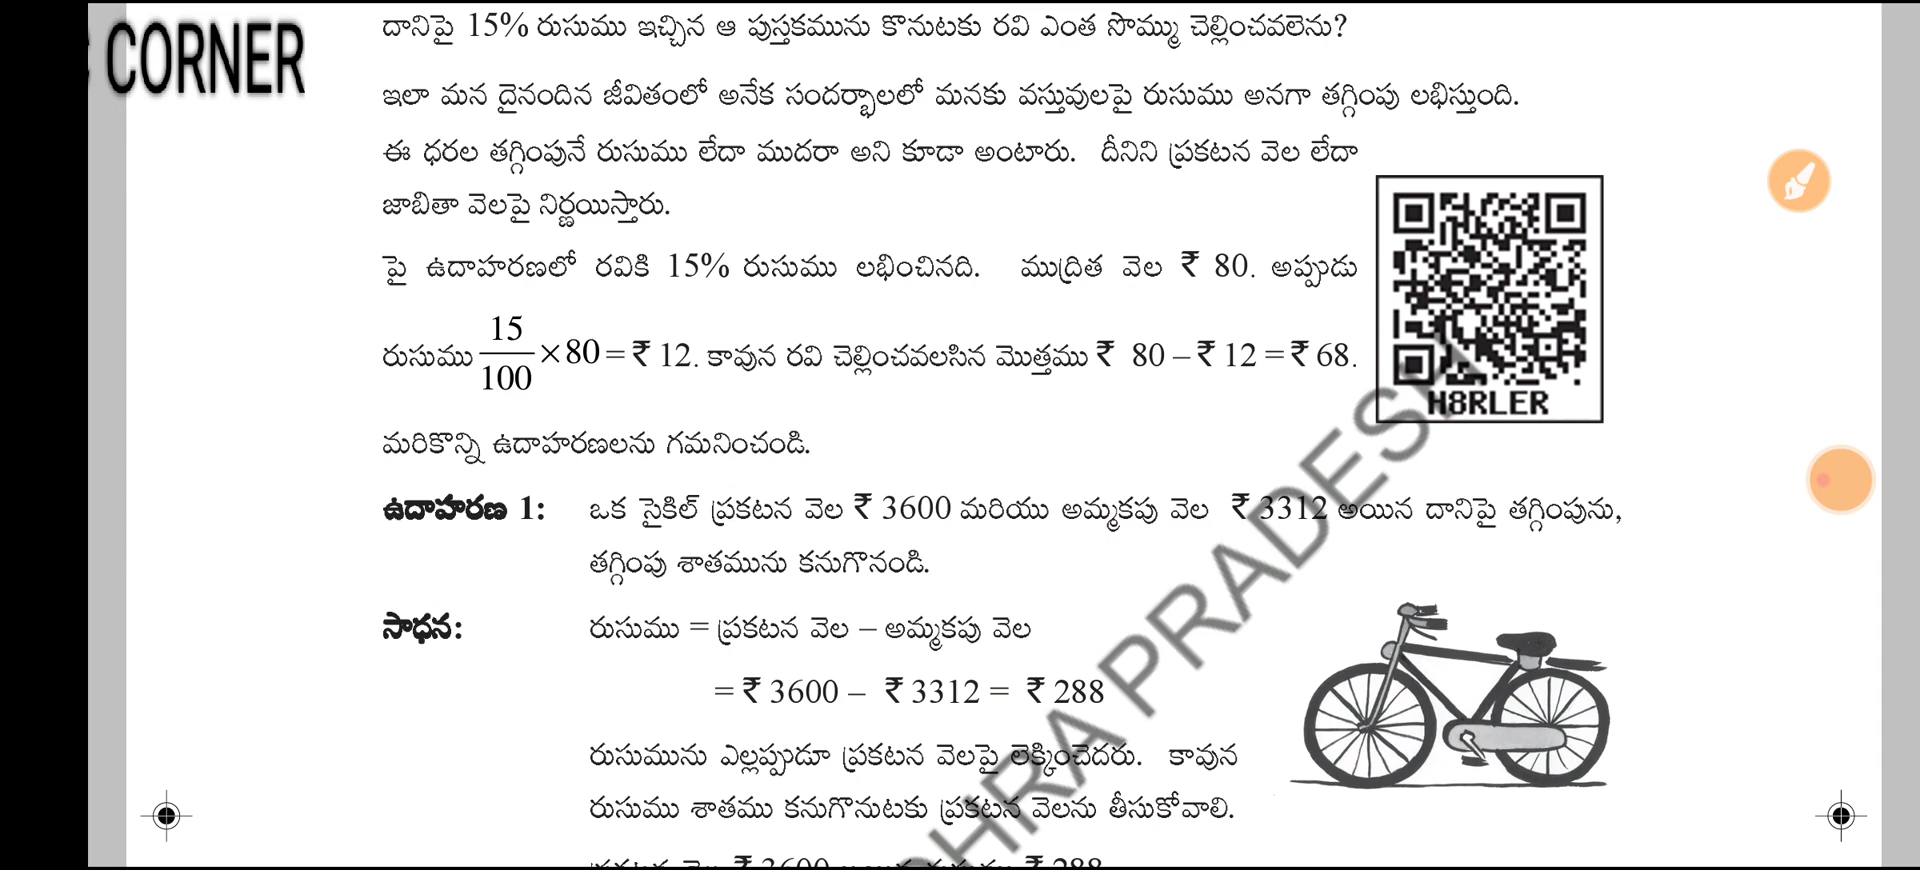 దానిపై 15% రుసుము ఇచ్చిన ఆ పుస్తకమును కొనుటకు రవి ఎంత సొమ్ము చెల్లించవలెను?
CORNER
ఇలా మన దైనందిన జీవితంలో అనేక సందర్భాలలో మనకు వస్తువులపై రుసుము అనగా తగ్గింపు లభిస్తుంది.
ఈ ధరల తగ్గింపునే రుసుము లేదా ముదరా అని కూడా అంటారు. దీనిని ప్రకటన వెల లేదా
జాబితా వెలపై నిర్ణయిస్తారు.
పై ఉదాహరణలో రవికి 15% రుసుము లభించినది. ముద్రిత వెల ₹ 80. అప్పుడు
రుసుము 15/100 ×80 = ₹ 12. కావున రవి చెల్లించవలసిన మొత్తము ₹ 80 – ₹ 12 = ₹ 68.
H8RLER
మరికొన్ని ఉదాహరణలను గమనించండి.
ఉదాహరణ 1: ఒక సైకిల్ ప్రకటన వెల ₹ 3600 మరియు అమ్మకపు వెల ₹ 3312 అయిన దానిపై తగ్గింపును,
తగ్గింపు శాతమును కనుగొనండి.
సాధన: రుసుము = ప్రకటన వెల – అమ్మకపు వెల
= ₹ 3600 – ₹ 3312 = ₹ 288
రుసుమును ఎల్లప్పుడూ ప్రకటన వెలపై లెక్కించెదరు. కావున
రుసుము శాతము కనుగొనుటకు ప్రకటన వెలను తీసుకోవాలి.
PRADESH